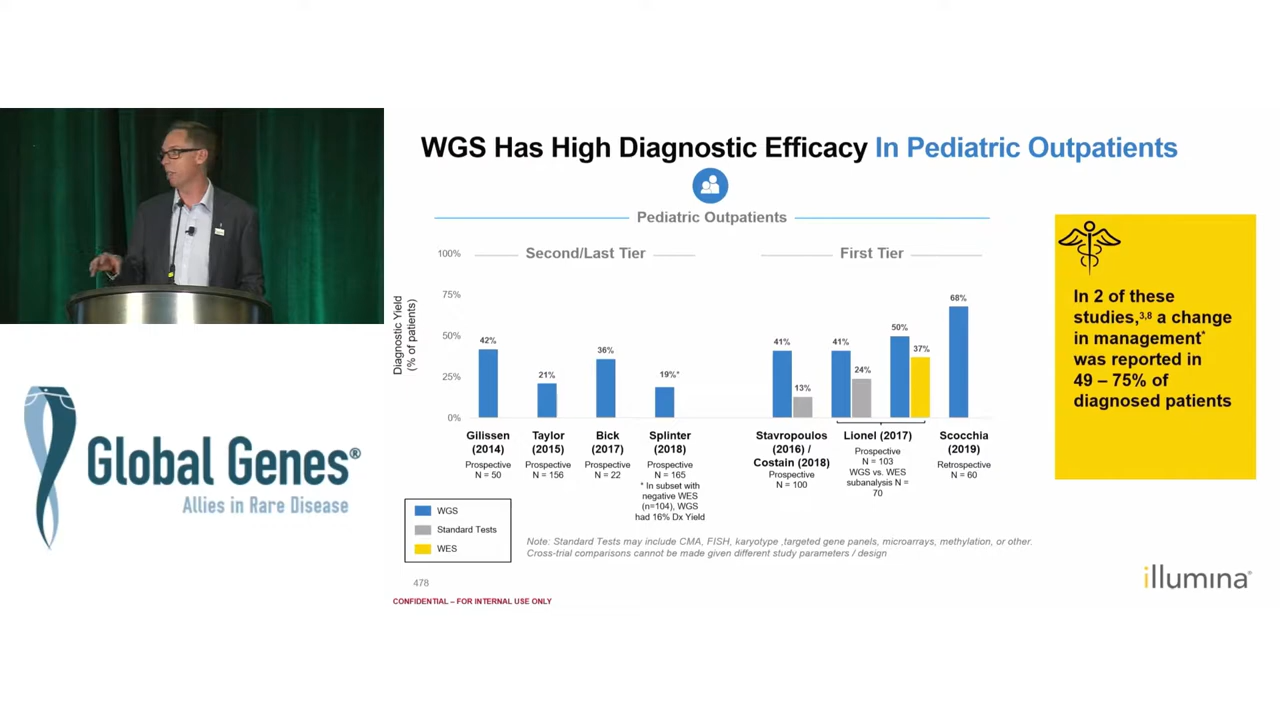 WGS Has High Diagnostic Efficacy In Pediatric Outpatients
Pediatric Outpatients
Second/Last Tier
First Tier
Diagnostic Yield
(% of patients)
100%
75%
50%
25%
0%
42%
21%
36%
19%*
41%
13%
41%
24%
50%
37%
68%
Gilissen
(2014)
Prospective
N = 50
Taylor
(2015)
Prospective
N = 156
Bick
(2017)
Prospective
N = 22
Splinter
(2018)
Prospective
N = 165
* In subset with
negative WES
(n=104), WGS
had 16% Dx Yield
Stavropoulos
(2016) /
Costain (2018)
Prospective
N = 100
Lionel (2017)
Prospective
N = 103
WGS vs. WES
subanalysis N =
70
Scocchia
(2019)
Retrospective
N = 60
WGS
Standard Tests
WES
Note: Standard Tests may include CMA, FISH, karyotype ,targeted gene panels, microarrays, methylation, or other.
Cross-trial comparisons cannot be made given different study parameters / design
In 2 of these
studies,3,8 a change
in management*
was reported in
49 – 75% of
diagnosed patients
478
CONFIDENTIAL – FOR INTERNAL USE ONLY
illumina®
Global Genes®
Allies in Rare Disease